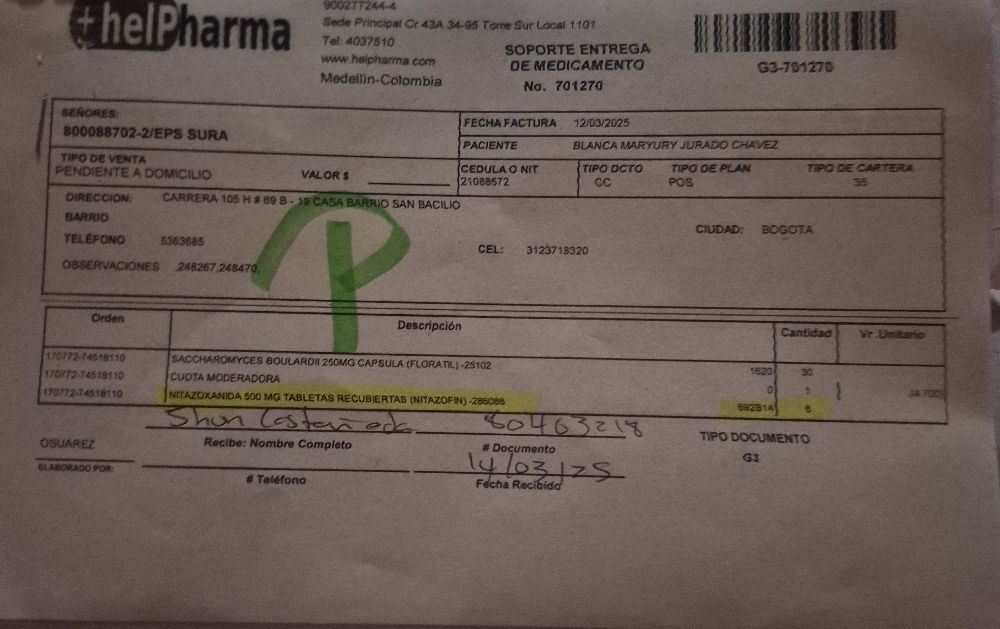 +helPharma
900277244-4
Sede Principal Cr 43A 34-95 Torre Sur Local 1101
Tel: 4037510
www.helpharma.com
Medellín-Colombia
SOPORTE ENTREGA
DE MEDICAMENTO
No. 701270
G3-701270
SEÑORES:
800088702-2/EPS SURA
FECHA FACTURA 12/03/2025
PACIENTE BLANCA MARYURY JURADO CHAVEZ
TIPO DE VENTA
PENDIENTE A DOMICILIO VALOR $
CEDULA O NIT TIPO DCTO TIPO DE PLAN TIPO DE CARTERA
21088572 CC POS 35
DIRECCION: CARRERA 105 H # 69 B - 19 CASA BARRIO SAN BACILIO
BARRIO
CIUDAD: BOGOTA
TELÉFONO 5363885
CEL: 3123718320
OBSERVACIONES .248267,248470,
P
Orden Descripción Cantidad Vr.Unitario
170772-74518110 SACCHAROMYCES BOULARDII 250MG CAPSULA (FLORATIL) -25102 1620 30
170772-74518110 CUOTA MODERADORA 0 1 (4.700)
170772-74518110 NITAZOXANIDA 500 MG TABLETAS RECUBIERTAS (NITAZOFIN) -286088 692814 6
Shon Castañeda 80463218
OSUAREZ Recibe: Nombre Completo # Documento
TIPO DOCUMENTO
G3
14/03/25
ELABORADO POR: # Teléfono Fecha Recibido